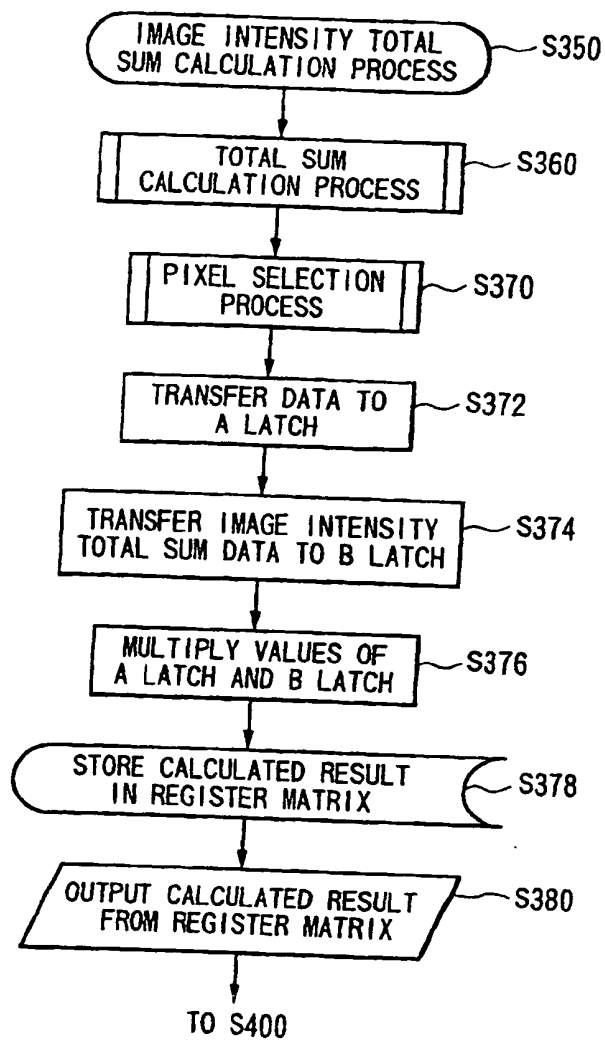 IMAGE INTENSITY TOTAL
SUM CALCULATION PROCESS
S350
TOTAL SUM
CALCULATION PROCESS
S360
PIXEL SELECTION
PROCESS
S370
TRANSFER DATA TO
A LATCH
S372
TRANSFER IMAGE INTENSITY
TOTAL SUM DATA TO B LATCH
S374
MULTIPLY VALUES OF
A LATCH AND B LATCH
S376
STORE CALCULATED RESULT
IN REGISTER MATRIX
S378
OUTPUT CALCULATED RESULT
FROM REGISTER MATRIX
S380
TO S400